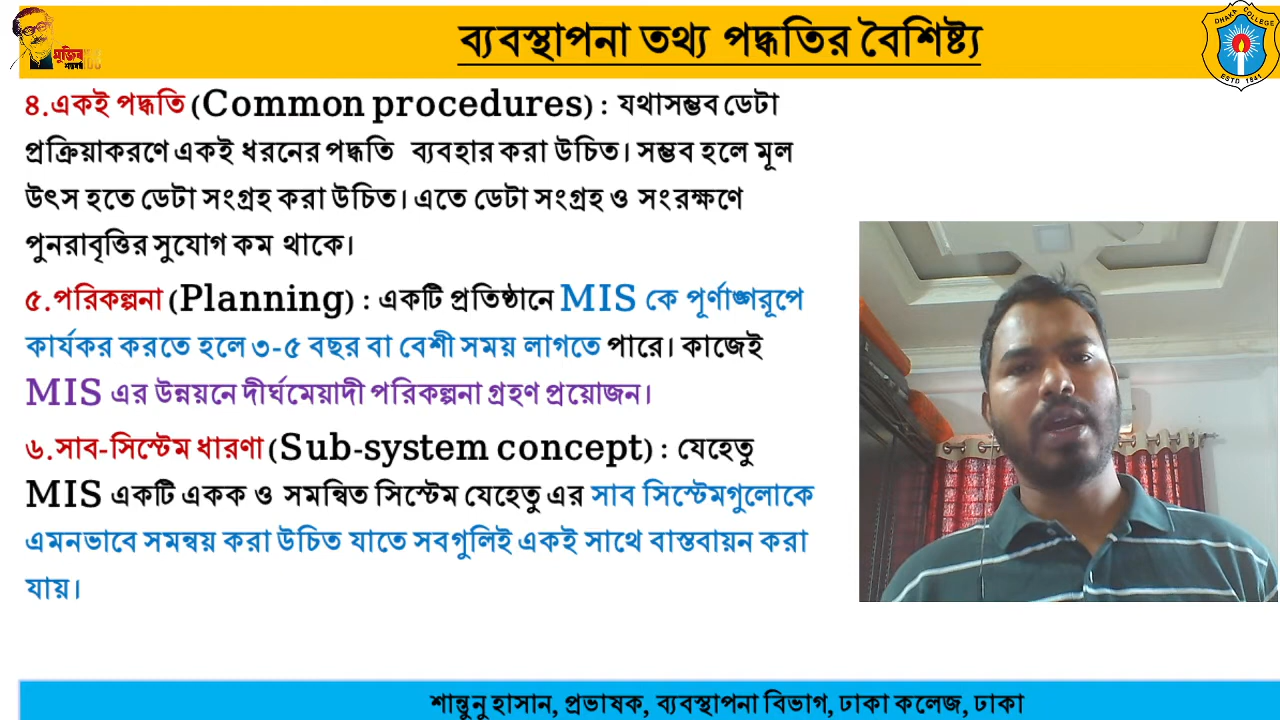 ব্যবস্থাপনা তথ্য পদ্ধতির বৈশিষ্ট্য
DHAKA COLLEGE
ESTD 1841
মুজিব
৪.একই পদ্ধতি (Common procedures) : যথাসম্ভব ডেটা
প্রক্রিয়াকরণে একই ধরনের পদ্ধতি ব্যবহার করা উচিত। সম্ভব হলে মূল
উৎস হতে ডেটা সংগ্রহ করা উচিত। এতে ডেটা সংগ্রহ ও সংরক্ষণে
পুনরাবৃত্তির সুযোগ কম থাকে।
৫.পরিকল্পনা (Planning) : একটি প্রতিষ্ঠানে MIS কে পূর্ণাঙ্গরূপে
কার্যকর করতে হলে ৩-৫ বছর বা বেশী সময় লাগতে পারে। কাজেই
MIS এর উন্নয়নে দীর্ঘমেয়াদী পরিকল্পনা গ্রহণ প্রয়োজন।
৬.সাব-সিস্টেম ধারণা (Sub-system concept) : যেহেতু
MIS একটি একক ও সমন্বিত সিস্টেম যেহেতু এর সাব সিস্টেমগুলোকে
এমনভাবে সমন্বয় করা উচিত যাতে সবগুলিই একই সাথে বাস্তবায়ন করা
যায়।
শান্তুনু হাসান, প্রভাষক, ব্যবস্থাপনা বিভাগ, ঢাকা কলেজ, ঢাকা